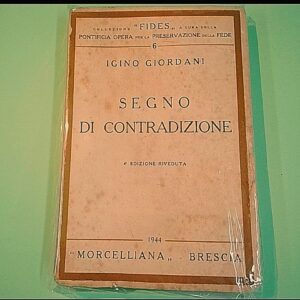 COLLEZIONE "FIDES„ A CURA DELLA
PONTIFICIA OPERA PER LA PRESERVAZIONE DELLA FEDE
6
IGINO GIORDANI
SEGNO
DI CONTRADIZIONE
4ª EDIZIONE RIVEDUTA
1944
"MORCELLIANA„ BRESCIA